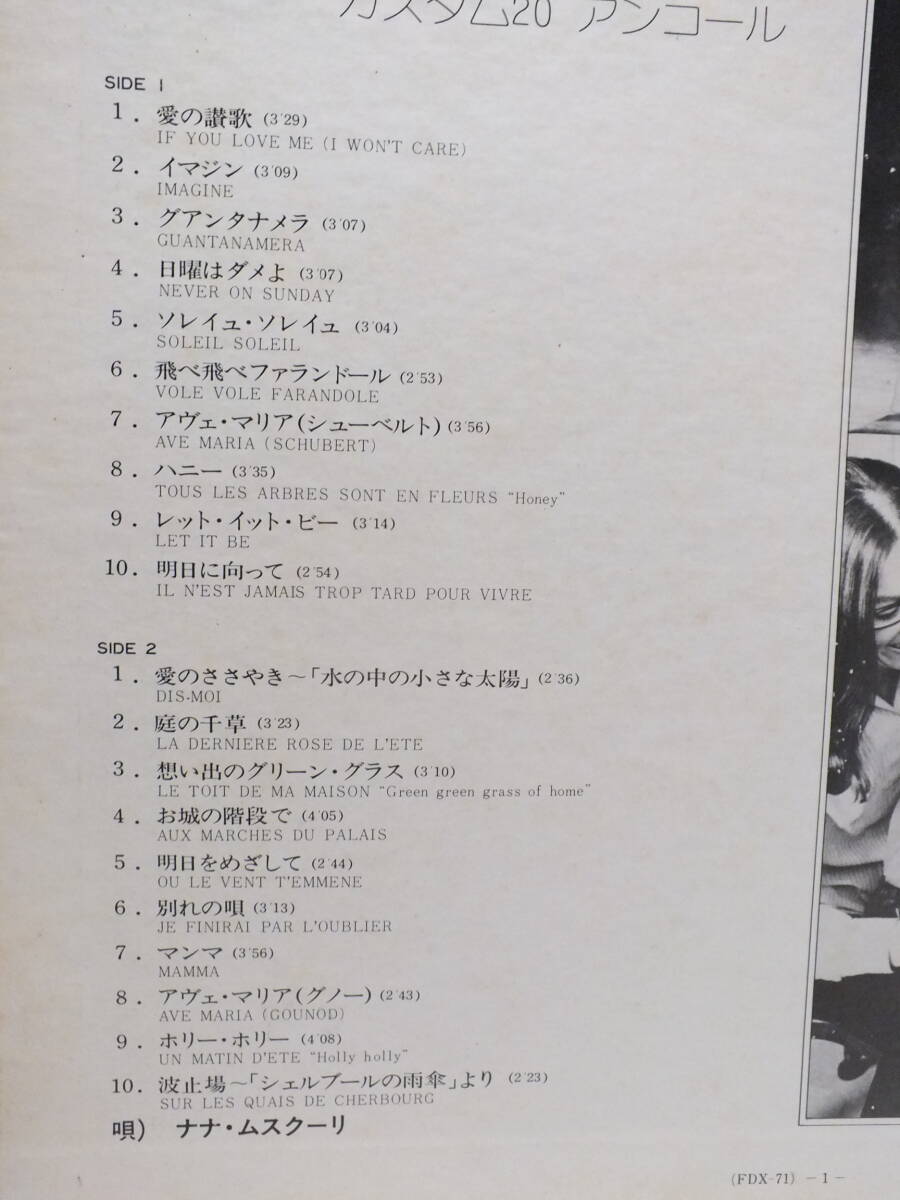 カスタム20 アンコール
SIDE 1
1. 愛の讃歌 (3'29)
IF YOU LOVE ME (I WON'T CARE)
2. イマジン (3'09)
IMAGINE
3. グアンタナメラ (3'07)
GUANTANAMERA
4. 日曜はダメよ (3'07)
NEVER ON SUNDAY
5. ソレイユ・ソレイユ (3'04)
SOLEIL SOLEIL
6. 飛べ飛べファランドール (2'53)
VOLE VOLE FARANDOLE
7. アヴェ・マリア(シューベルト) (3'56)
AVE MARIA (SCHUBERT)
8. ハニー (3'35)
TOUS LES ARBRES SONT EN FLEURS “Honey”
9. レット・イット・ビー (3'14)
LET IT BE
10. 明日に向って (2'54)
IL N'EST JAMAIS TROP TARD POUR VIVRE
SIDE 2
1. 愛のささやき〜「水の中の小さな太陽」 (2'36)
DIS-MOI
2. 庭の千草 (3'23)
LA DERNIERE ROSE DE L'ETE
3. 想い出のグリーン・グラス (3'10)
LE TOIT DE MA MAISON “Green green grass of home”
4. お城の階段で (4'05)
AUX MARCHES DU PALAIS
5. 明日をめざして (2'44)
OU LE VENT T'EMMENE
6. 別れの唄 (3'13)
JE FINIRAI PAR L'OUBLIER
7. マンマ (3'56)
MAMMA
8. アヴェ・マリア(グノー) (2'43)
AVE MARIA (GOUNOD)
9. ホリー・ホリー (4'08)
UN MATIN D'ETE “Holly holly”
10. 波止場〜「シェルブールの雨傘」より (2'23)
SUR LES QUAIS DE CHERBOURG
唄) ナナ・ムスクーリ
(FDX-71) -1-